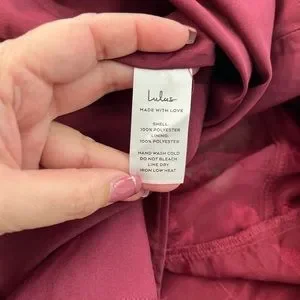 Lulus
MADE WITH LOVE
SHELL:
100% POLYESTER
LINING:
100% POLYESTER
HAND WASH COLD
DO NOT BLEACH
LINE DRY
IRON LOW HEAT